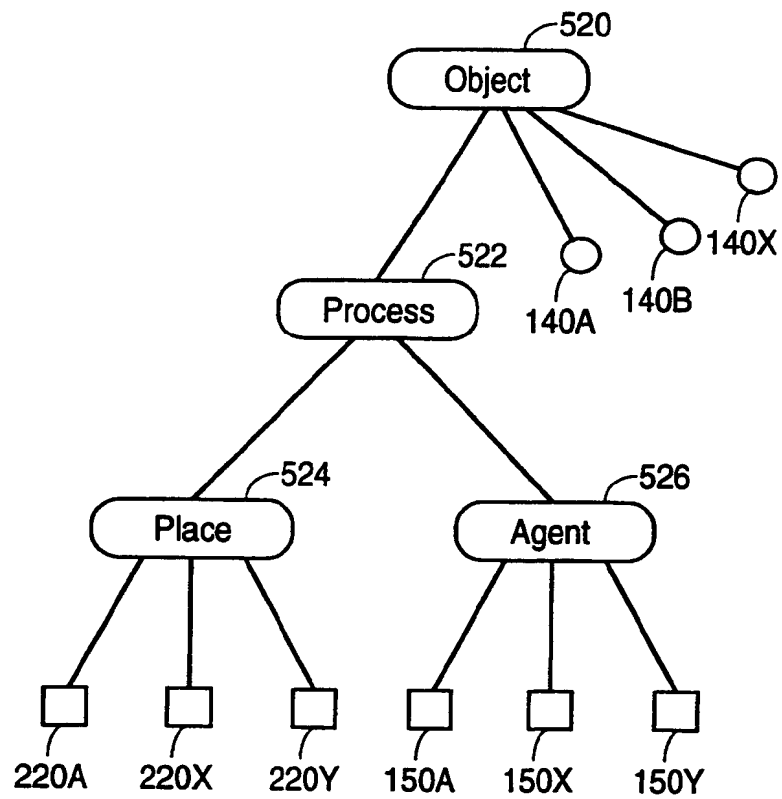 520
Object
140X
522
140B
140A
Process
524
526
Place
Agent
220A
220X
220Y
150A
150X
150Y